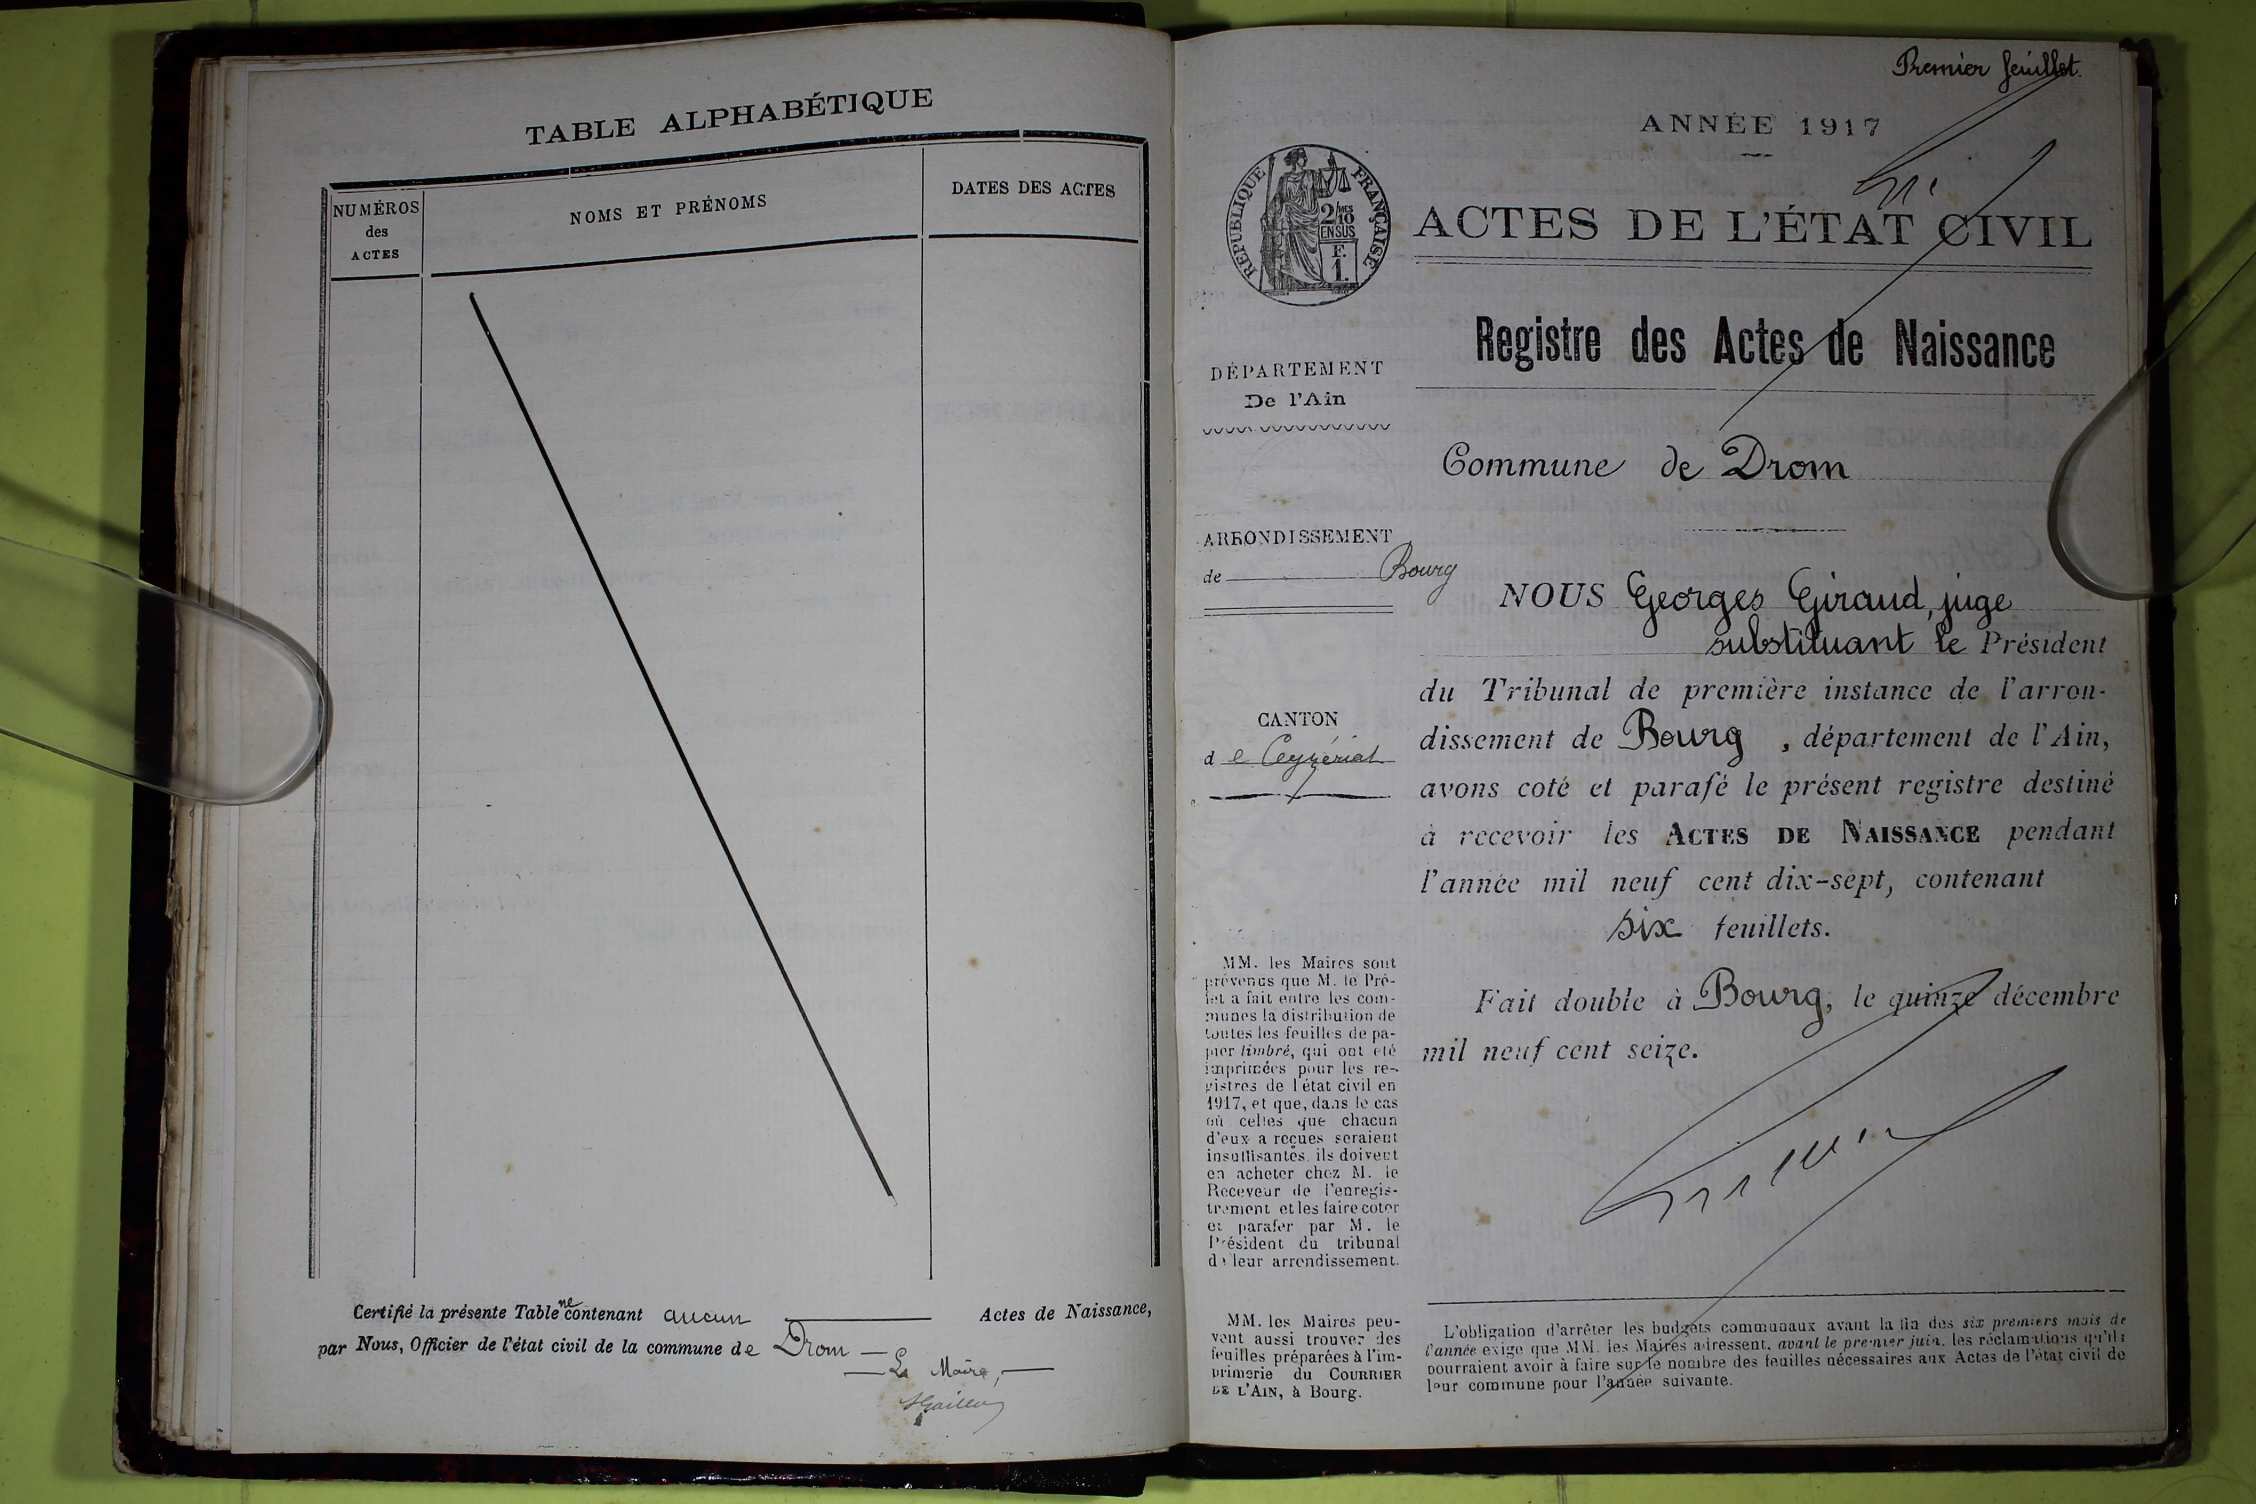 TABLE ALPHABÉTIQUE
NUMÉROS
des
ACTES
NOMS ET PRÉNOMS
DATES DES ACTES
Certifié la présente Table ne contenant aucun Actes de Naissance,
par Nous, Officier de l'état civil de la commune de Drom
Le Maire,
Premier feuillet.
ANNÉE 1917
RÉPUBLIQUE FRANÇAISE
2/MES
10
EN SUS
F.
1.
ACTES DE L'ÉTAT CIVIL
Registre des Actes de Naissance
DÉPARTEMENT
De l'Ain
Commune de Drom
ARRONDISSEMENT
de Bourg
NOUS Georges Giraud, juge
substituant le Président
du Tribunal de première instance de l'arron-
dissement de Bourg, département de l'Ain,
avons coté et parafé le présent registre destiné
à recevoir les ACTES DE NAISSANCE pendant
l'année mil neuf cent dix-sept, contenant
six feuillets.
Fait double à Bourg, le quinze décembre
mil neuf cent seize.
CANTON
de Ceyzériat
MM. les Maires sont
prévenus que M. le Pré-
fet a fait entre les com-
munes la distribution de
toutes les feuilles de pa-
pier timbré, qui ont été
imprimées pour les re-
gistres de l'état civil en
1917, et que, dans le cas
où celles que chacun
d'eux a reçues seraient
insuffisantes, ils doivent
en acheter chez M. le
Receveur de l'enregis-
trement et les faire coter
et parafer par M. le
Président du tribunal
de leur arrondissement.
MM. les Maires peu-
vent aussi trouver des
feuilles préparées à l'im-
primerie du COURRIER
DE L'AIN, à Bourg.
L'obligation d'arrêter les budgets communaux avant la fin des six premiers mois de
l'année exige que MM. les Maires adressent, avant le premier juin, les réclamations qu'ils
pourraient avoir à faire sur le nombre des feuilles nécessaires aux Actes de l'état civil de
leur commune pour l'année suivante.